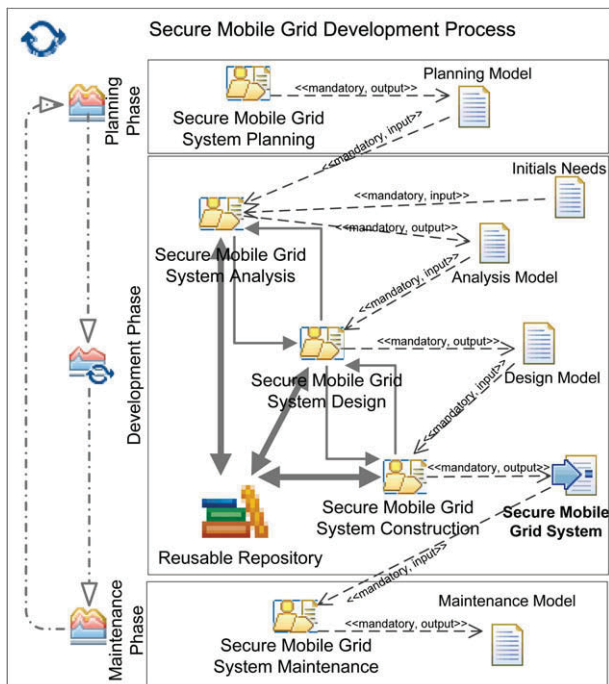 Secure Mobile Grid Development Process
Planning
Phase
Secure Mobile Grid
System Planning
<<mandatory, output>>
Planning Model
<<mandatory, input>>
Development Phase
Initials Needs
<<mandatory, input>>
Secure Mobile Grid
System Analysis
<<mandatory, output>>
Analysis Model
<<mandatory, input>>
Secure Mobile Grid
System Design
<<mandatory, output>>
Design Model
<<mandatory, input>>
Secure Mobile Grid
System Construction
<<mandatory, output>>
Secure Mobile
Grid System
Reusable Repository
<<mandatory, input>>
Maintenance
Phase
Secure Mobile Grid
System Maintenance
<<mandatory, output>>
Maintenance Model